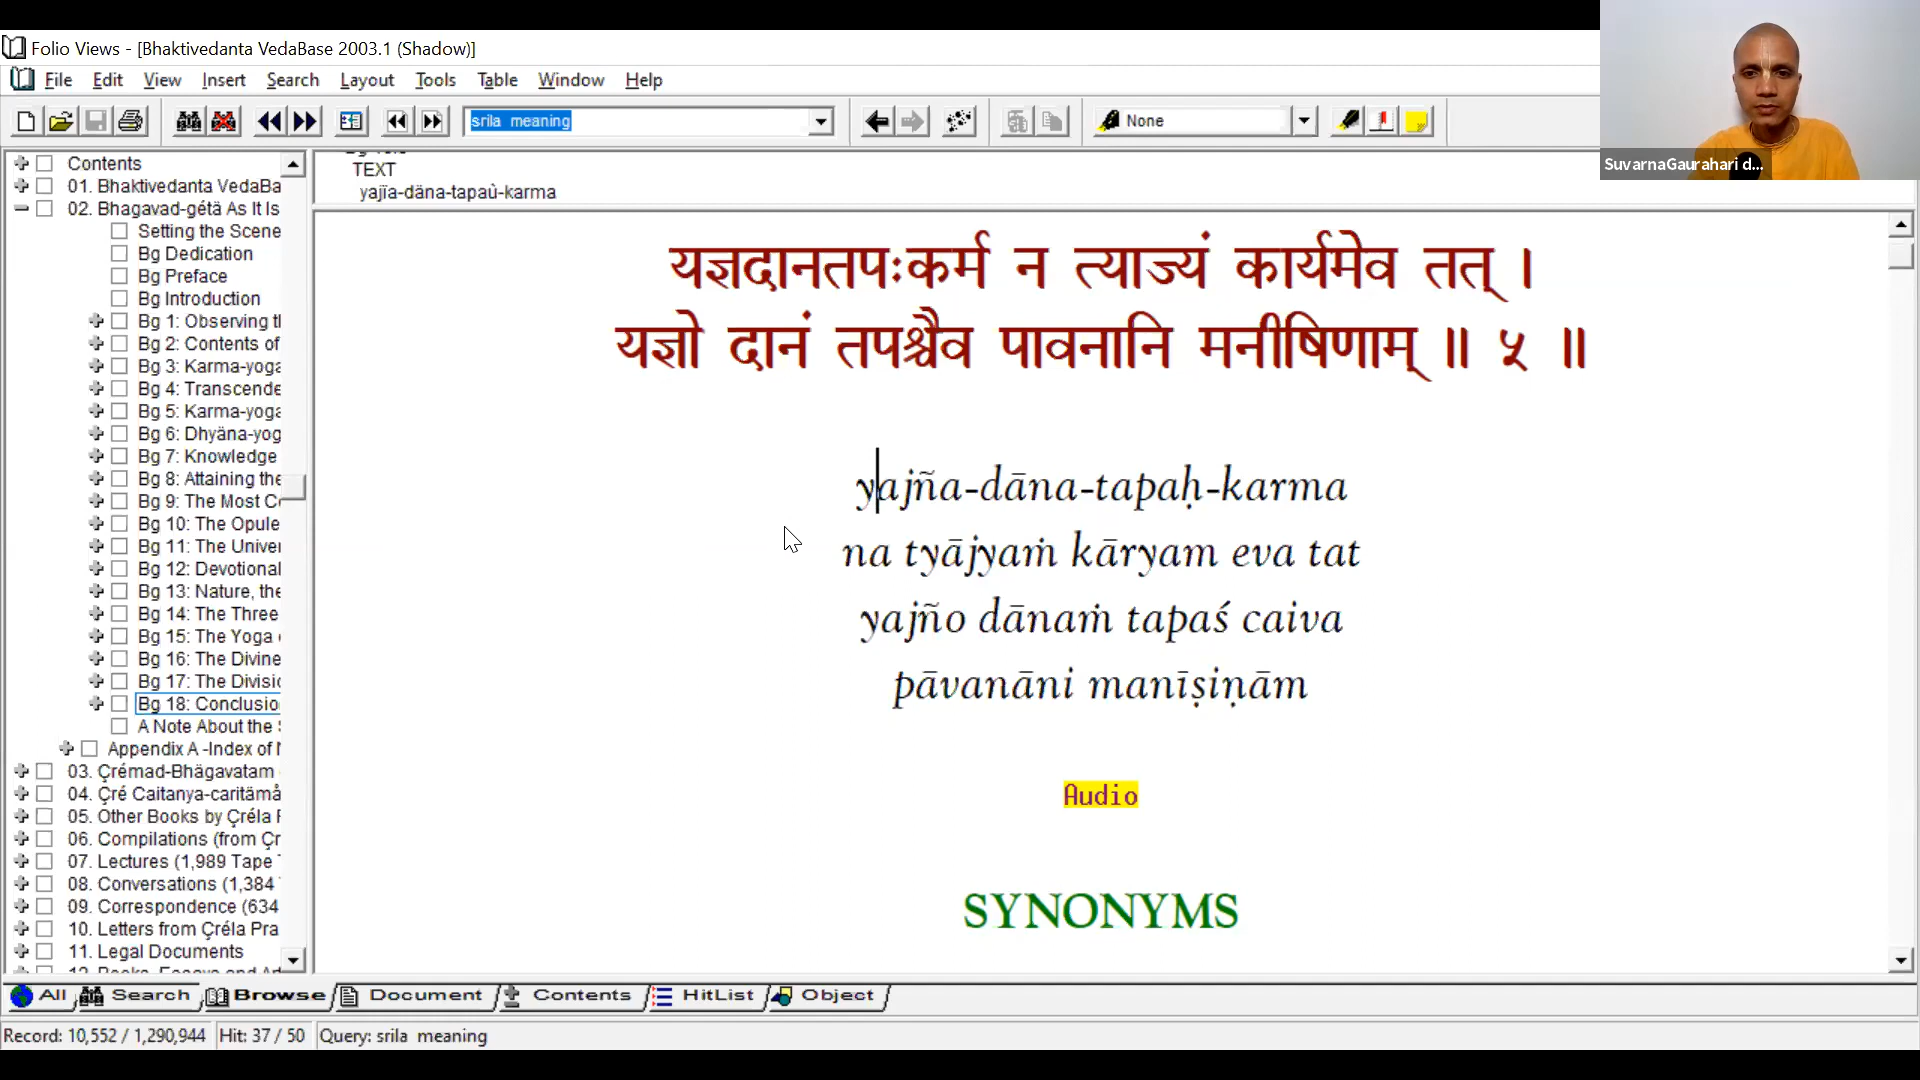 Folio Views - [Bhaktivedanta VedaBase 2003.1 (Shadow)]
File Edit View Insert Search Layout Tools Table Window Help
srila meaning
None
SuvarnaGaurahari d...
Contents
01. Bhaktivedanta VedaBa
02. Bhagavad-gétä As It Is
Setting the Scene
Bg Dedication
Bg Preface
Bg Introduction
Bg 1: Observing tl
Bg 2: Contents of
Bg 3: Karma-yoga
Bg 4: Transcende
Bg 5: Karma-yoga
Bg 6: Dhyäna-yog
Bg 7: Knowledge
Bg 8: Attaining the
Bg 9: The Most C
Bg 10: The Opule
Bg 11: The Univer
Bg 12: Devotional
Bg 13: Nature, the
Bg 14: The Three
Bg 15: The Yoga
Bg 16: The Divine
Bg 17: The Divisio
Bg 18: Conclusio
A Note About the
Appendix A -Index of
03. Çrémad-Bhägavatam
04. Çré Caitanya-caritämå
05. Other Books by Çréla
06. Compilations (from Çr
07. Lectures (1,989 Tape
08. Conversations (1,384
09. Correspondence (634
10. Letters from Çréla Pra
11. Legal Documents
TEXT
yajïa-däna-tapaù-karma
यज्ञदानतपःकर्म न त्याज्यं कार्यमेव तत् ।
यज्ञो दानं तपश्चैव पावनानि मनीषिणाम् ॥ ५ ॥
yajña-dāna-tapaḥ-karma
na tyājyaṁ kāryam eva tat
yajño dānaṁ tapaś caiva
pāvanāni manīṣiṇām
Audio
SYNONYMS
All Search Browse Document Contents HitList Object
Record: 10,552 / 1,290,944 Hit: 37 / 50 Query: srila meaning